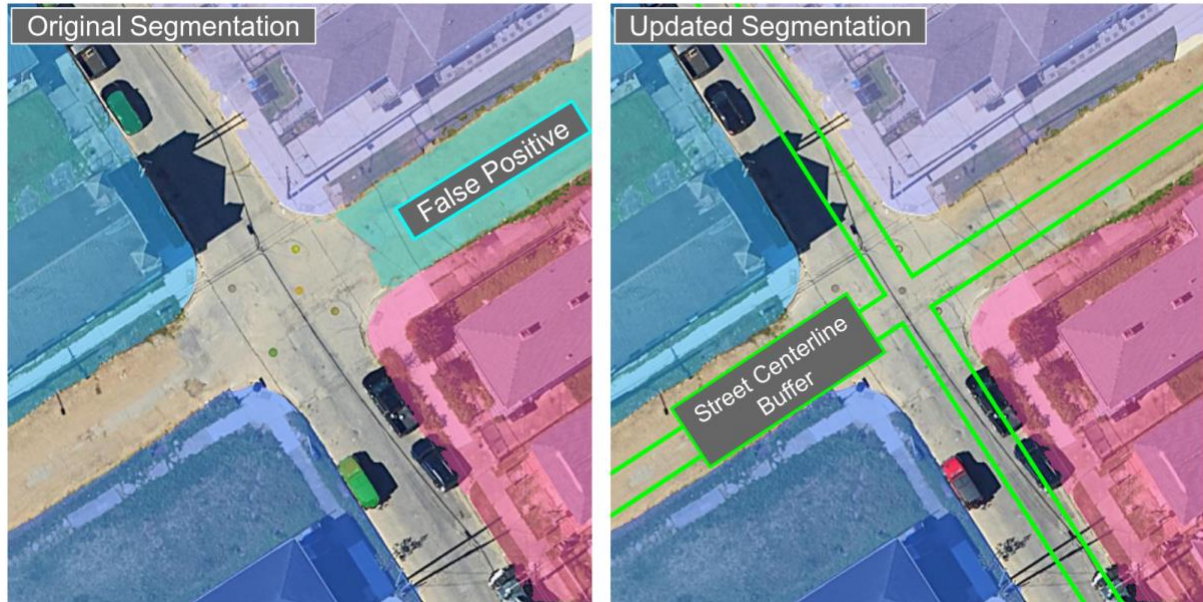 Original Segmentation
Updated Segmentation
False Positive
Street Centerline
Buffer